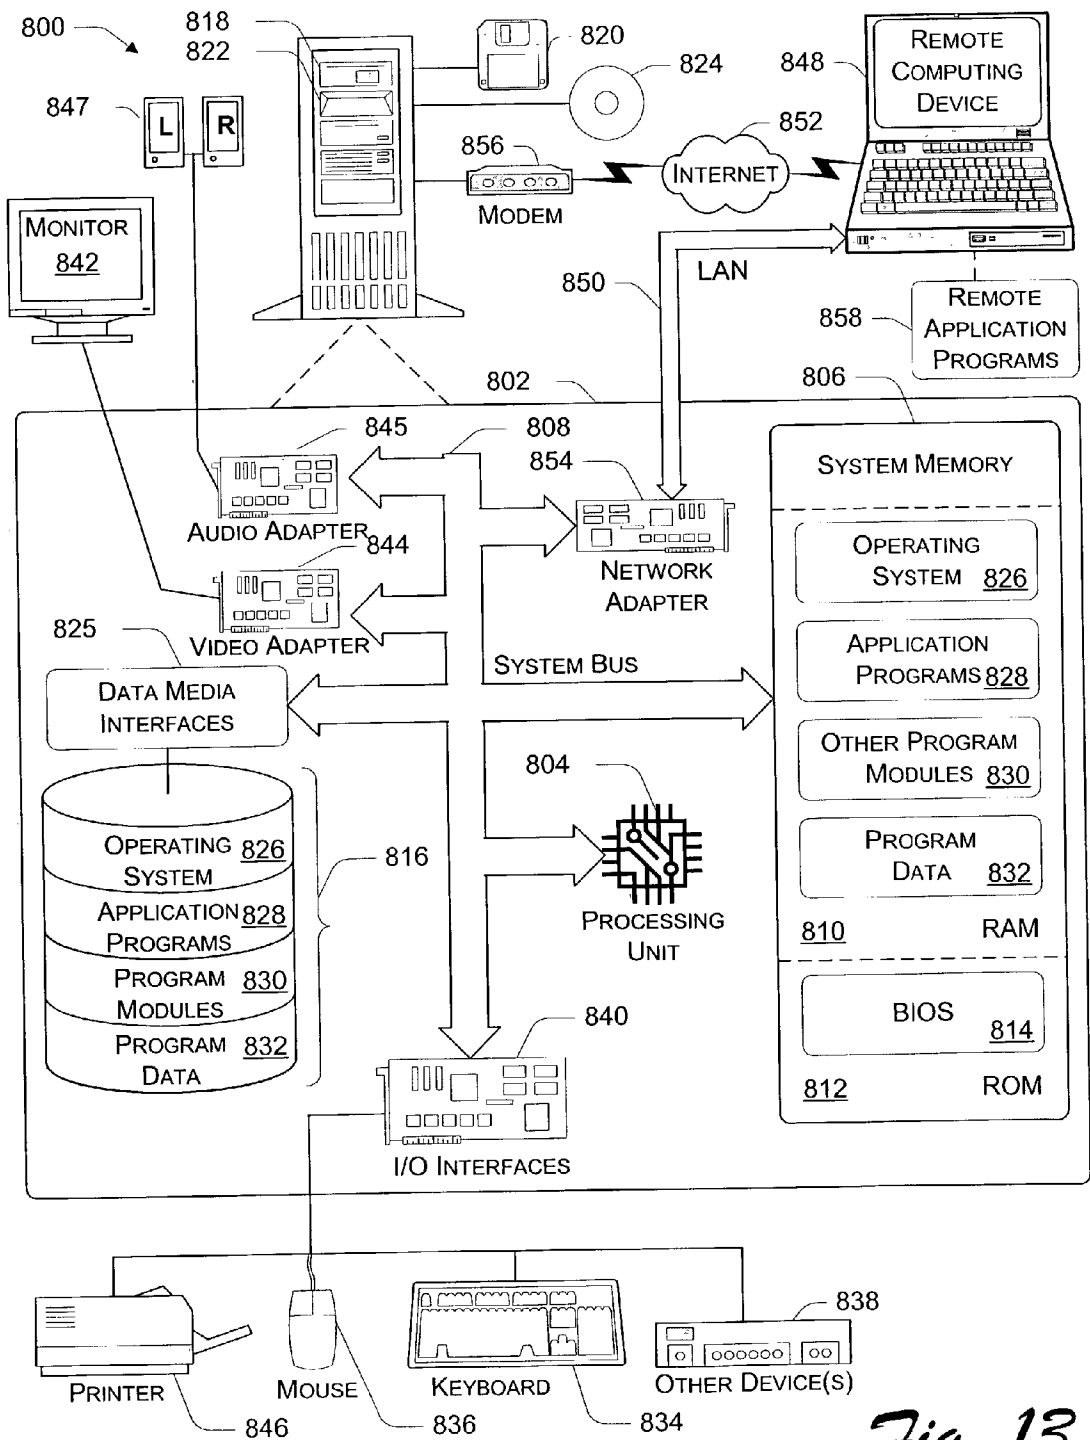 800
818
822
820
824
847
L
R
856
MODEM
852
INTERNET
848
REMOTE
COMPUTING
DEVICE
MONITOR
842
LAN
850
858
REMOTE
APPLICATION
PROGRAMS
802
806
845
808
854
AUDIO ADAPTER
844
NETWORK
ADAPTER
VIDEO ADAPTER
SYSTEM MEMORY
OPERATING
SYSTEM 826
APPLICATION
PROGRAMS 828
OTHER PROGRAM
MODULES 830
PROGRAM
DATA 832
810 RAM
BIOS
814
812 ROM
825
DATA MEDIA
INTERFACES
SYSTEM BUS
804
PROCESSING
UNIT
OPERATING 826
SYSTEM
816
APPLICATION 828
PROGRAMS
PROGRAM 830
MODULES
PROGRAM 832
DATA
840
I/O INTERFACES
838
PRINTER
MOUSE
KEYBOARD
OTHER DEVICE(S)
846
836
834
Fig. 13